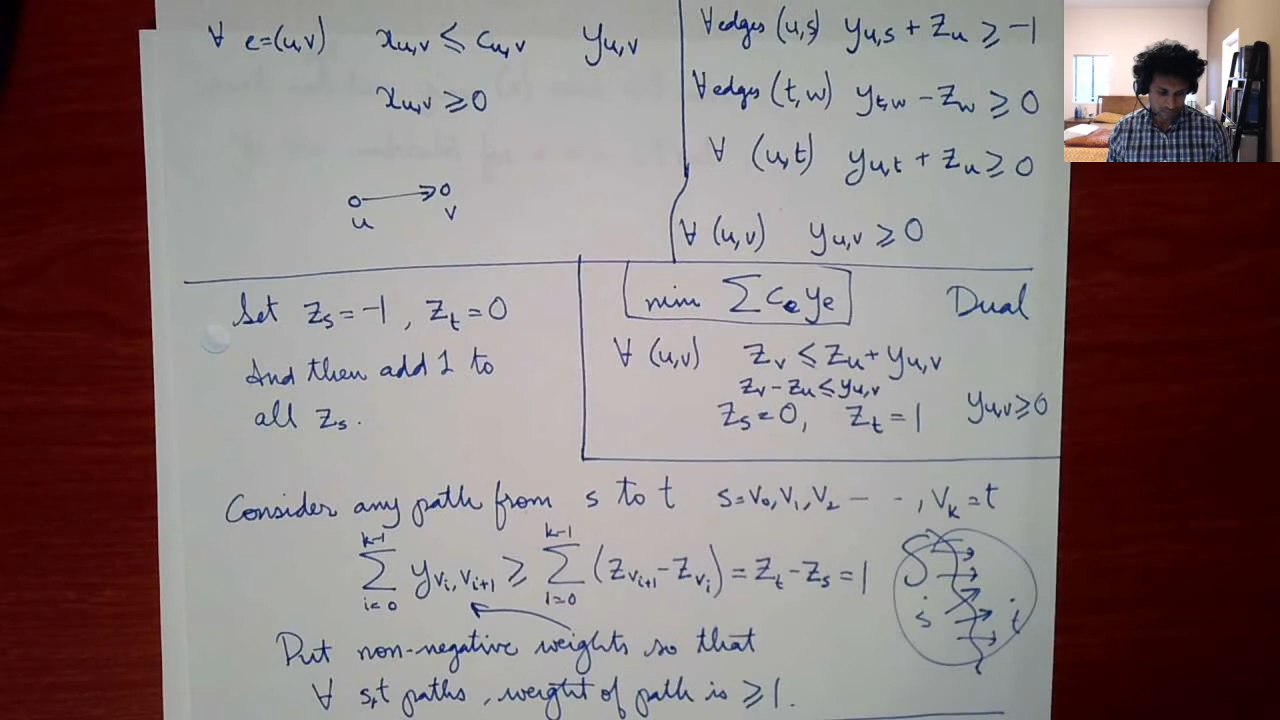 ∀ e=(u,v) x_{u,v} ≤ c_{u,v} y_{u,v}
x_{u,v} ≥ 0
u v
∀ edges (u,s) y_{u,s} + z_u ≥ -1
∀ edges (t,w) y_{t,w} - z_w ≥ 0
∀ (u,t) y_{u,t} + z_u ≥ 0
∀ (u,v) y_{u,v} ≥ 0
Set z_s = -1, z_t = 0
And then add 1 to
all z_s.
min Σ c_e y_e Dual
∀ (u,v) z_v ≤ z_u + y_{u,v}
z_v - z_u ≤ y_{u,v}
z_s = 0, z_t = 1 y_{u,v} ≥ 0
Consider any path from s to t s = v_0, v_1, v_2 - - -, v_k = t
Σ_{i=0}^{k-1} y_{v_i, v_{i+1}} ≥ Σ_{i=0}^{k-1} (z_{v_{i+1}} - z_{v_i}) = z_t - z_s = 1
S
s t
Put non-negative weights so that
∀ s,t paths, weight of path is ≥ 1.